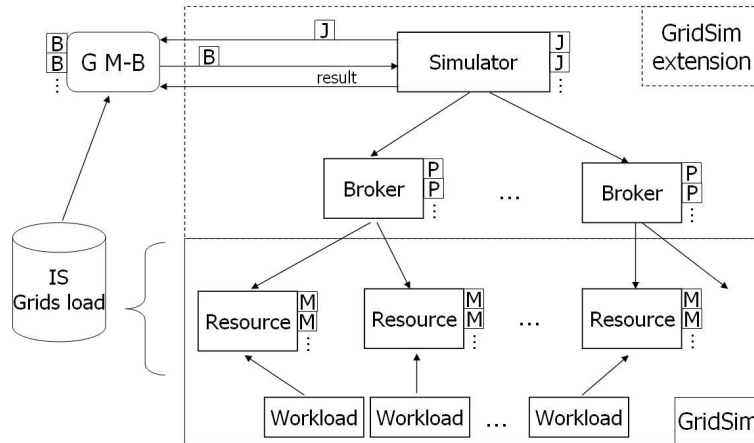 J
GridSim
extension
B
B
⋮
G M-B
B
Simulator
J
J
⋮
result
Broker
P
P
⋮
...
Broker
P
P
⋮
IS
Grids load
Resource
M
M
⋮
Resource
M
M
⋮
...
Resource
M
M
⋮
Workload
Workload
...
Workload
GridSim